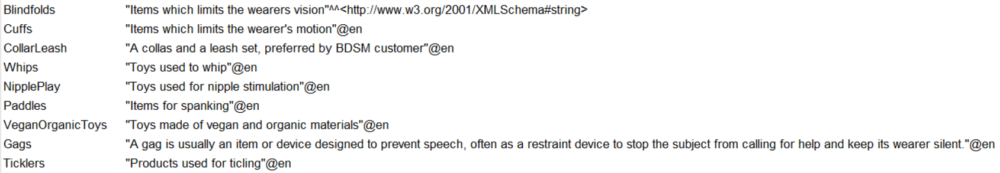 Blindfolds "Items which limits the wearers vision"^^<http://www.w3.org/2001/XMLSchema#string>
Cuffs "Items which limits the wearer's motion"@en
CollarLeash "A collas and a leash set, preferred by BDSM customer"@en
Whips "Toys used to whip"@en
NipplePlay "Toys used for nipple stimulation"@en
Paddles "Items for spanking"@en
VeganOrganicToys "Toys made of vegan and organic materials"@en
Gags "A gag is usually an item or device designed to prevent speech, often as a restraint device to stop the subject from calling for help and keep its wearer silent."@en
Ticklers "Products used for ticling"@en